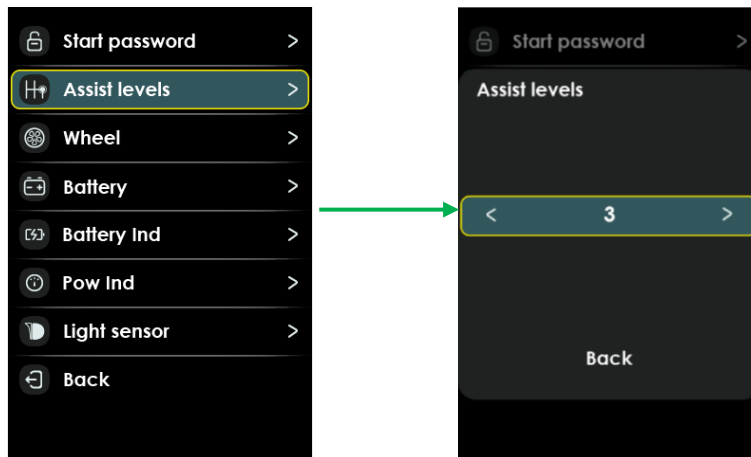 Start password >
Assist levels >
Wheel >
Battery >
Battery Ind >
Pow Ind >
Light sensor >
Back
Start password >
Assist levels
< 3 >
Back